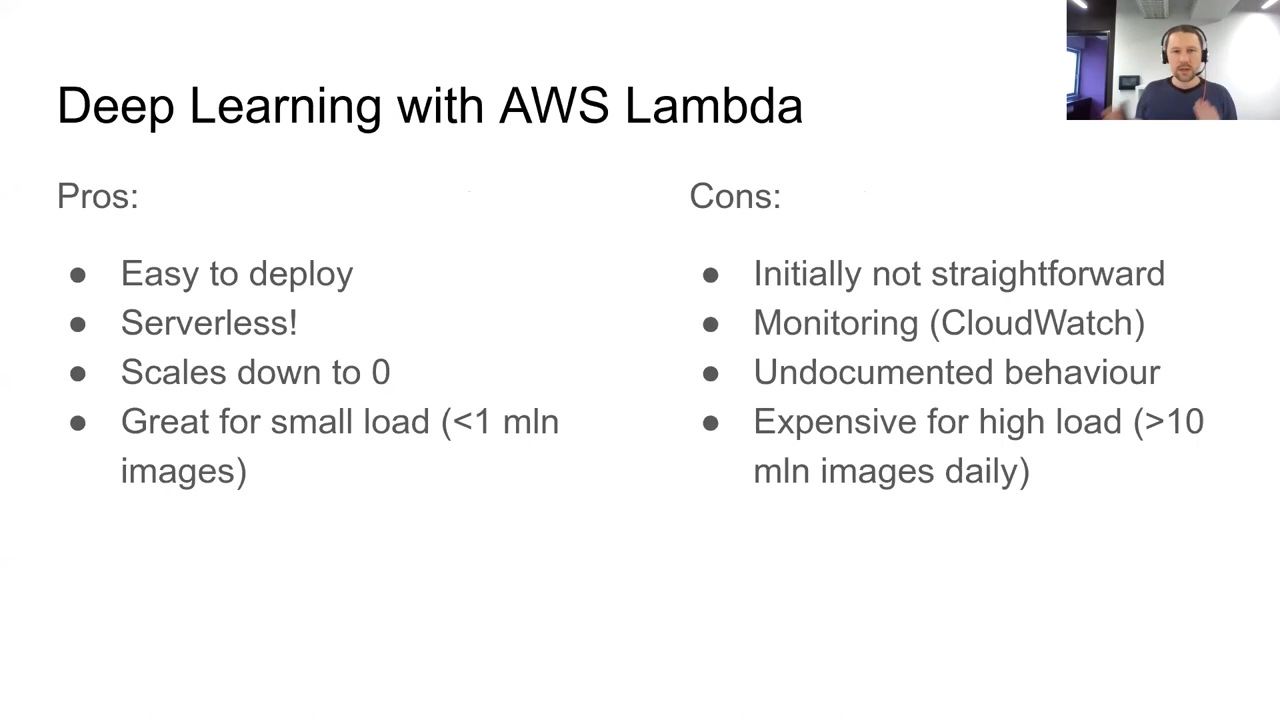 Deep Learning with AWS Lambda
Pros:
● Easy to deploy
● Serverless!
● Scales down to 0
● Great for small load (<1 mln
images)
Cons:
● Initially not straightforward
● Monitoring (CloudWatch)
● Undocumented behaviour
● Expensive for high load (>10
mln images daily)